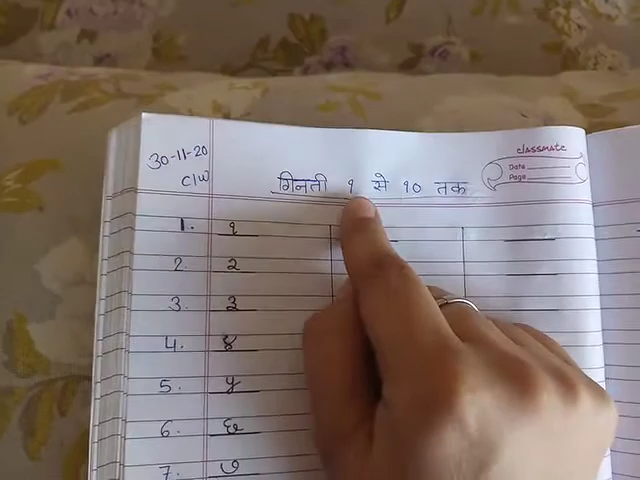 30-11-20
C/W
गिनती १ से १० तक
classmate
Date
Page
1. १
2. २
3. ३
4. ४
5. ५
6. ६
7. ७